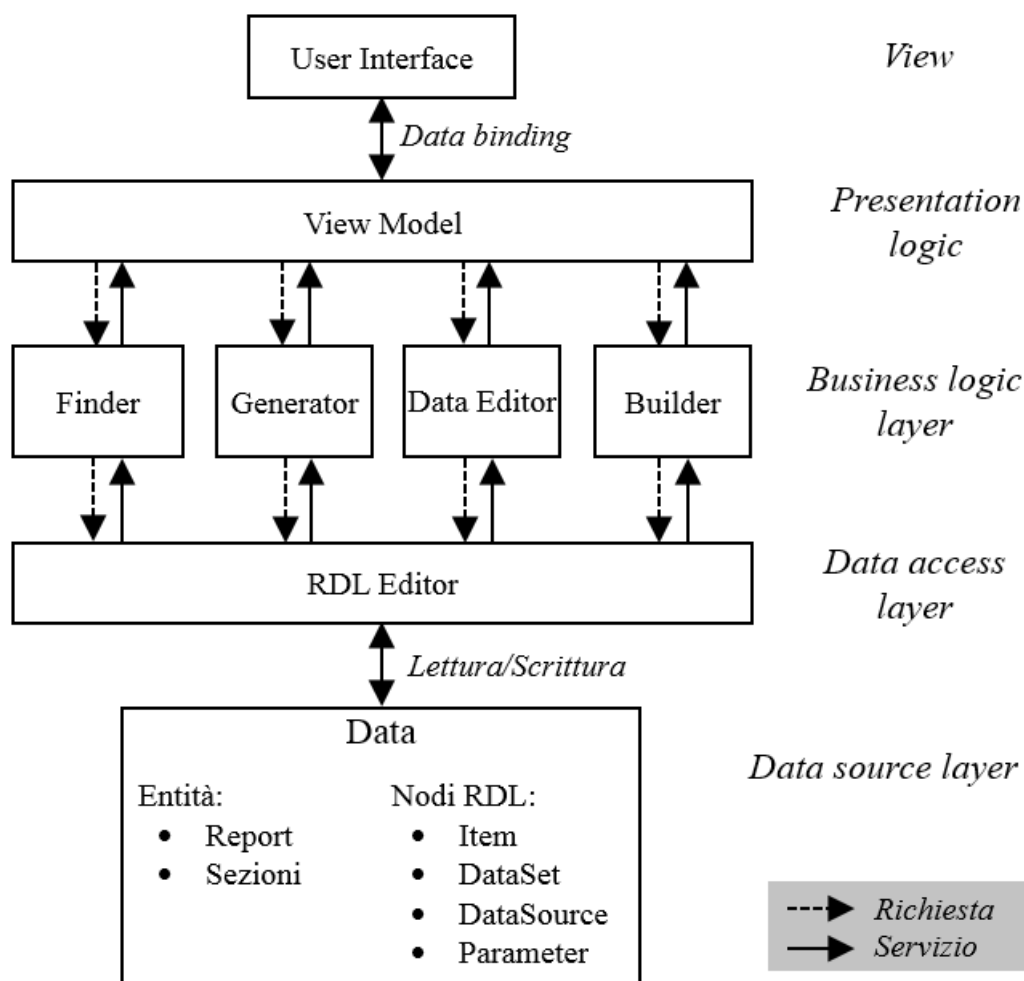 User Interface
View
Data binding
View Model
Presentation
logic
Finder
Generator
Data Editor
Builder
Business logic
layer
RDL Editor
Data access
layer
Lettura/Scrittura
Data
Data source layer
Entità:
• Report
• Sezioni
Nodi RDL:
• Item
• DataSet
• DataSource
• Parameter
Richiesta
Servizio